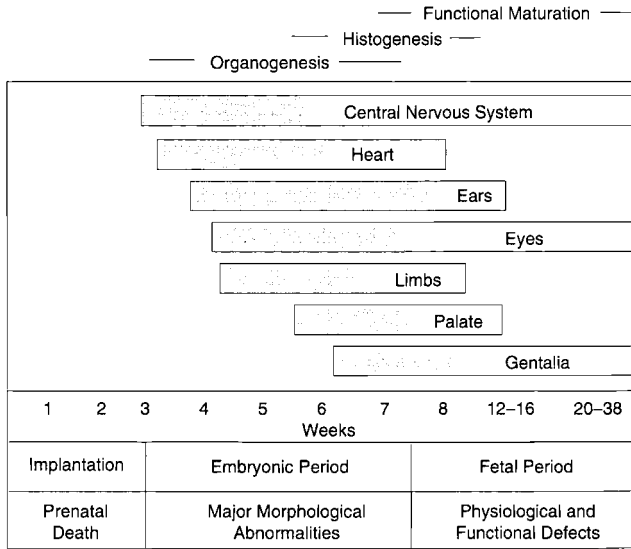 Functional Maturation
Histogenesis
Organogenesis
Central Nervous System
Heart
Ears
Eyes
Limbs
Palate
Gentalia
1 2 3 4 5 6 7 8 12–16 20–38
Weeks
Implantation Embryonic Period Fetal Period
Prenatal Major Morphological Physiological and
Death Abnormalities Functional Defects